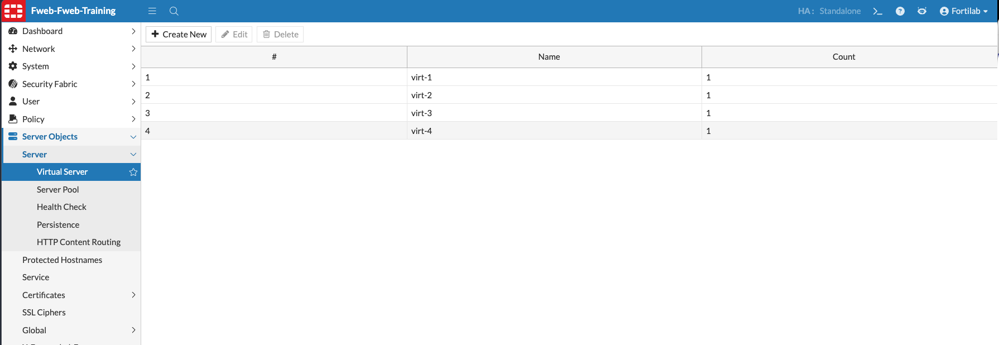 Fweb-Fweb-Training
HA: Standalone
Fortilab
Dashboard
Network
System
Security Fabric
User
Policy
Server Objects
Server
Virtual Server
Server Pool
Health Check
Persistence
HTTP Content Routing
Protected Hostnames
Service
Certificates
SSL Ciphers
Global
Create New Edit Delete
# Name Count
1 virt-1 1
2 virt-2 1
3 virt-3 1
4 virt-4 1